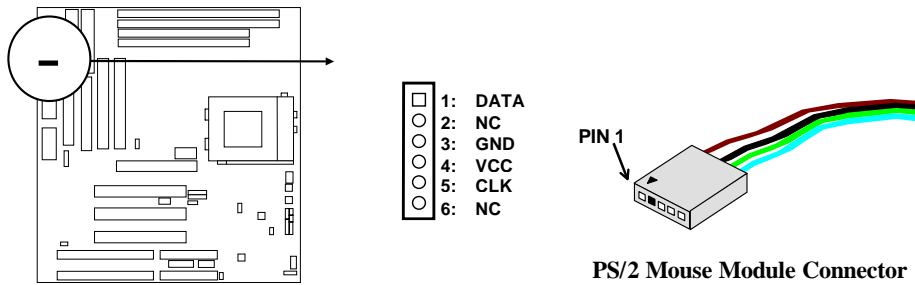 1: DATA
2: NC
3: GND
4: VCC
5: CLK
6: NC
PIN 1
PS/2 Mouse Module Connector